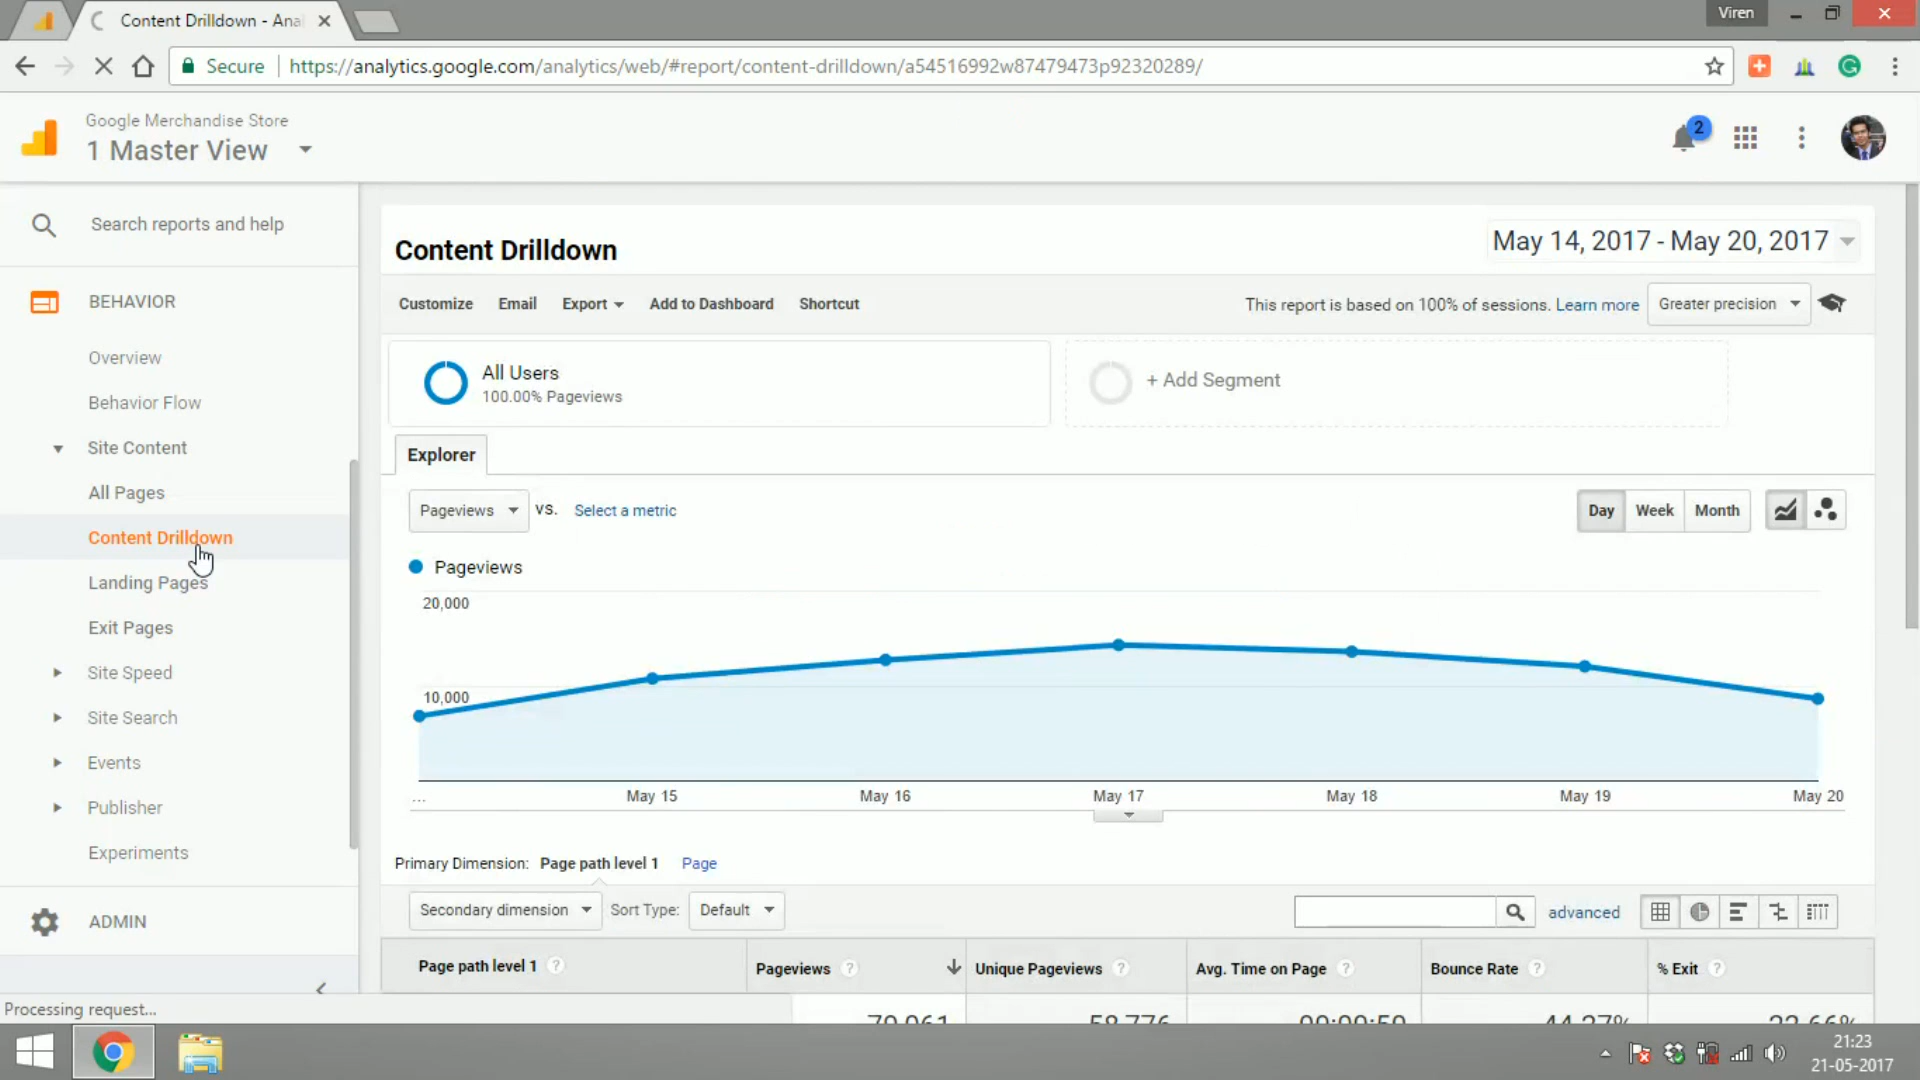 Content Drilldown - Ana
Viren
Secure
https://analytics.google.com/analytics/web/#report/content-drilldown/a54516992w87479473p92320289/
Google Merchandise Store
1 Master View
2
Search reports and help
BEHAVIOR
Overview
Behavior Flow
Site Content
All Pages
Content Drilldown
Landing Pages
Exit Pages
Site Speed
Site Search
Events
Publisher
Experiments
ADMIN
Processing request...
Content Drilldown
May 14, 2017 - May 20, 2017
Customize Email Export Add to Dashboard Shortcut
This report is based on 100% of sessions. Learn more
Greater precision
All Users
100.00% Pageviews
+ Add Segment
Explorer
Pageviews VS. Select a metric
Day Week Month
Pageviews
20,000
10,000
... May 15 May 16 May 17 May 18 May 19 May 20
Primary Dimension: Page path level 1 Page
Secondary dimension Sort Type: Default
advanced
Page path level 1 ? Pageviews ? Unique Pageviews ? Avg. Time on Page ? Bounce Rate ? % Exit ?
21:23
21-05-2017